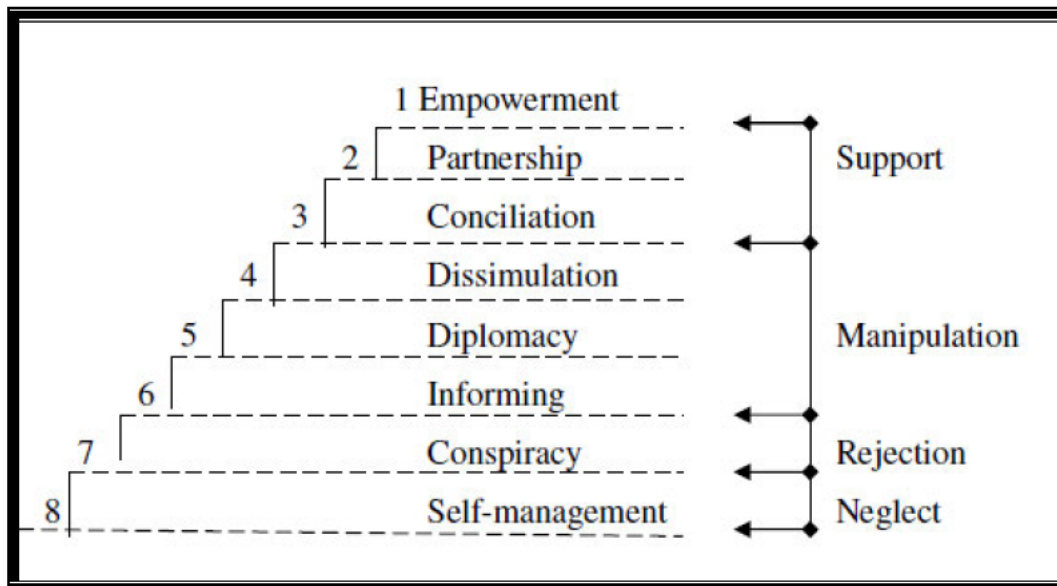 1 Empowerment
2 Partnership Support
3 Conciliation
4 Dissimulation
5 Diplomacy Manipulation
6 Informing
7 Conspiracy Rejection
8 Self-management Neglect